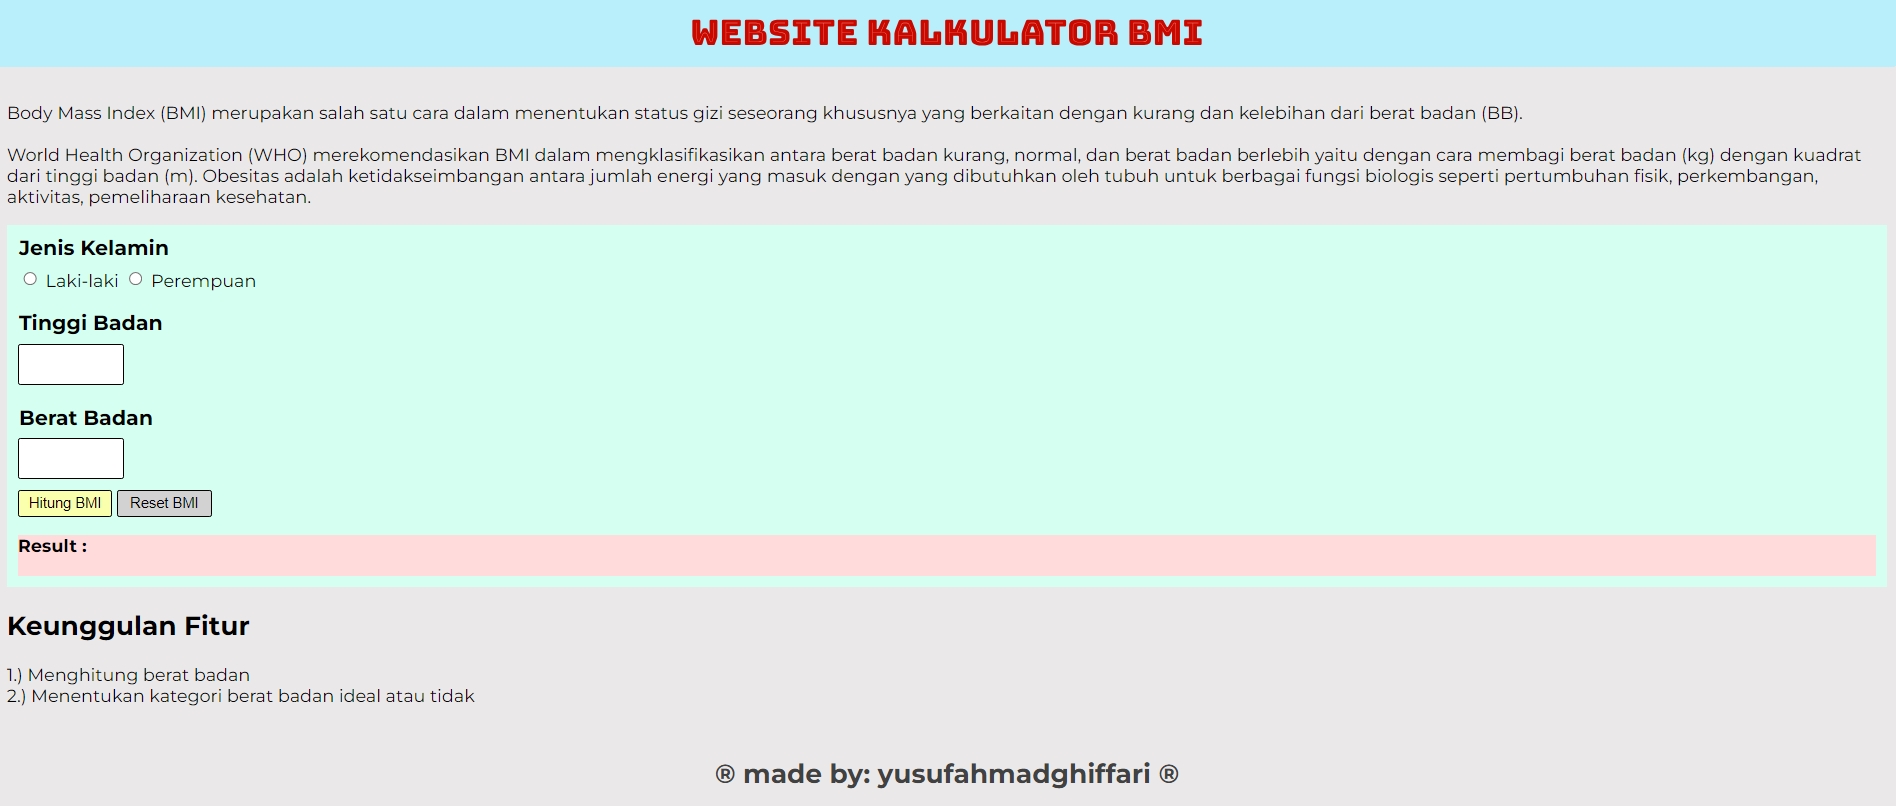 WEBSITE KALKULATOR BMI
Body Mass Index (BMI) merupakan salah satu cara dalam menentukan status gizi seseorang khususnya yang berkaitan dengan kurang dan kelebihan dari berat badan (BB).
World Health Organization (WHO) merekomendasikan BMI dalam mengklasifikasikan antara berat badan kurang, normal, dan berat badan berlebih yaitu dengan cara membagi berat badan (kg) dengan kuadrat
dari tinggi badan (m). Obesitas adalah ketidakseimbangan antara jumlah energi yang masuk dengan yang dibutuhkan oleh tubuh untuk berbagai fungsi biologis seperti pertumbuhan fisik, perkembangan,
aktivitas, pemeliharaan kesehatan.
Jenis Kelamin
Laki-laki Perempuan
Tinggi Badan
Berat Badan
Hitung BMI Reset BMI
Result :
Keunggulan Fitur
1.) Menghitung berat badan
2.) Menentukan kategori berat badan ideal atau tidak
® made by: yusufahmadghiffari ®